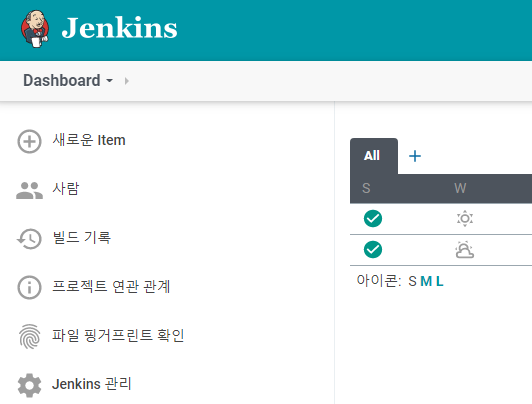 Jenkins
Dashboard
새로운 Item
사람
빌드 기록
프로젝트 연관 관계
파일 핑거프린트 확인
Jenkins 관리
All +
S W
아이콘: S M L